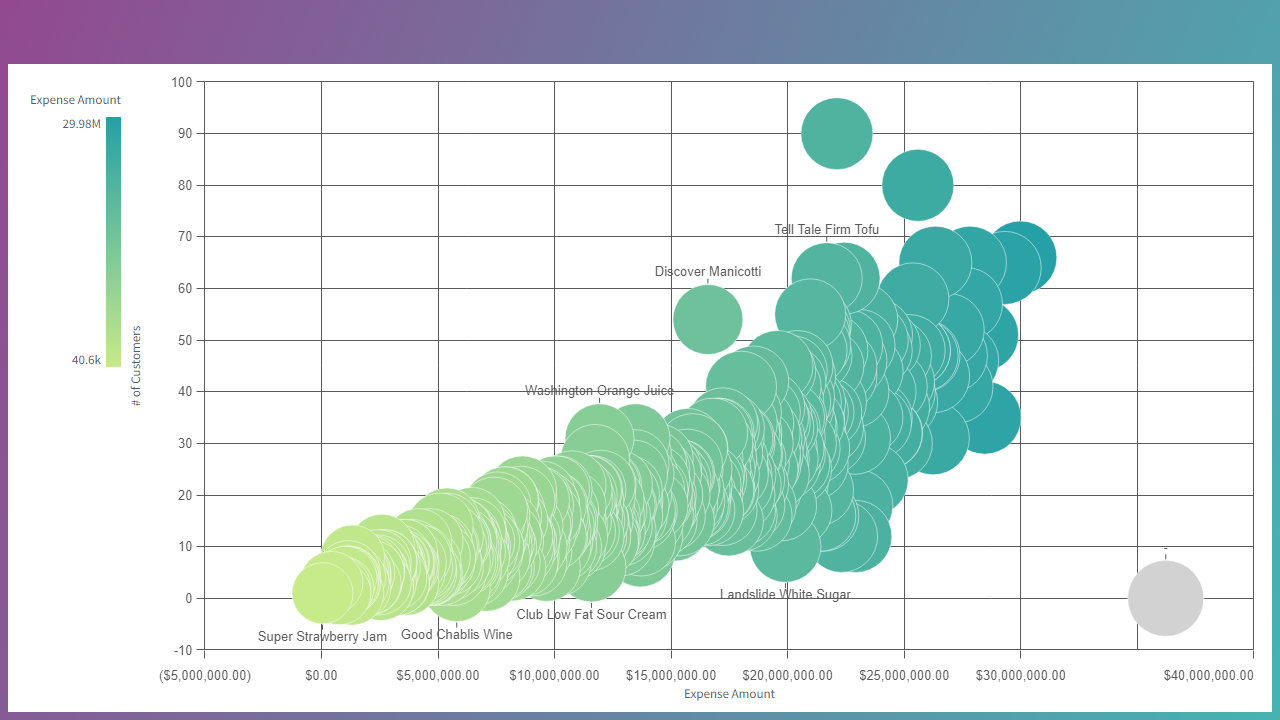 Expense Amount
29.98M
40.6k
# of Customers
100
90
80
70
60
50
40
30
20
10
0
-10
Tell Tale Firm Tofu
Discover Manicotti
Washington Orange Juice
-
Landslide White Sugar
Club Low Fat Sour Cream
Good Chablis Wine
Super Strawberry Jam
($5,000,000.00) $0.00 $5,000,000.00 $10,000,000.00 $15,000,000.00 $20,000,000.00 $25,000,000.00 $30,000,000.00 $40,000,000.00
Expense Amount